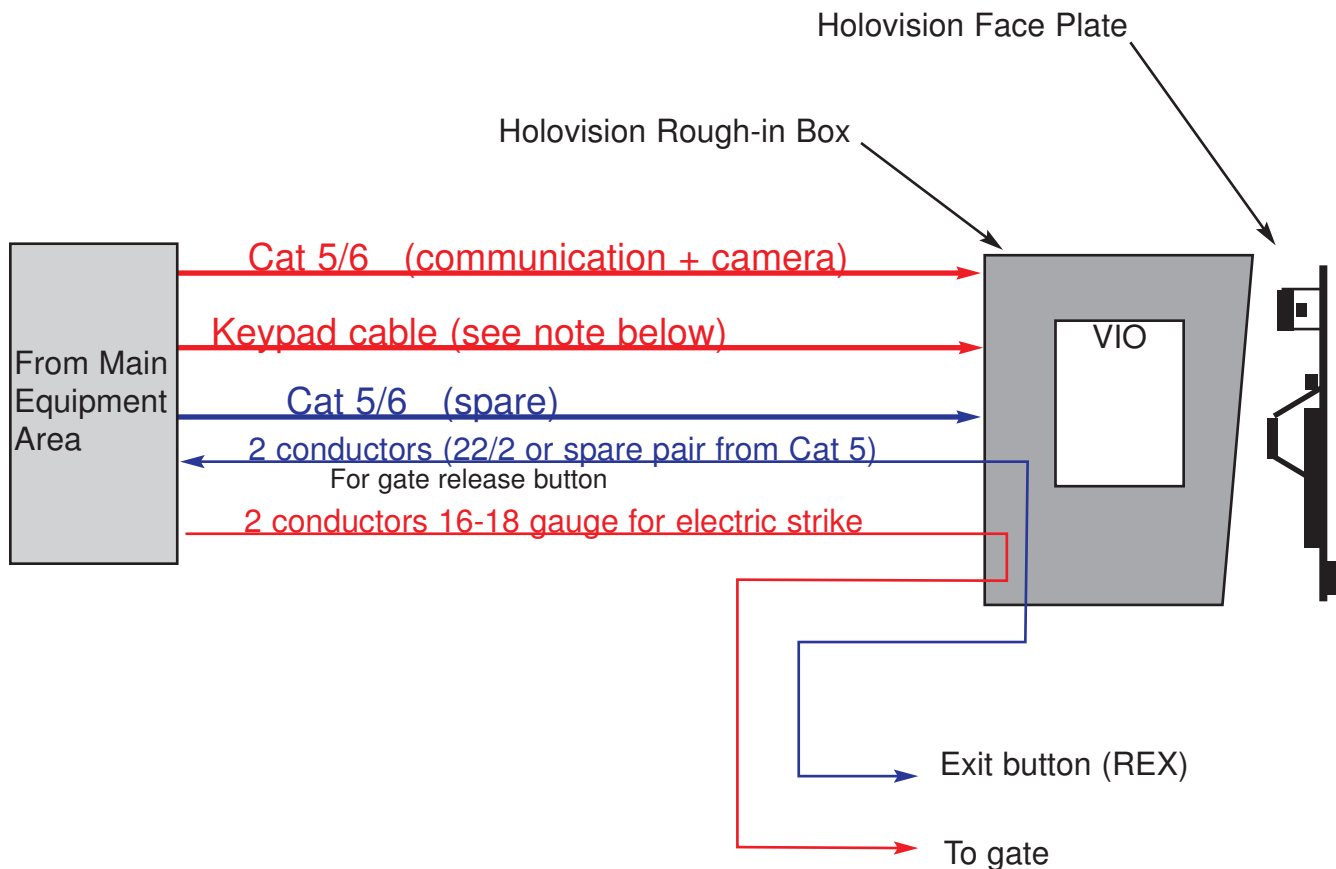 Holovision Face Plate
Holovision Rough-in Box
Cat 5/6 (communication + camera)
Keypad cable (see note below)
VIO
From Main
Equipment
Area
Cat 5/6 (spare)
2 conductors (22/2 or spare pair from Cat 5)
For gate release button
2 conductors 16-18 gauge for electric strike
Exit button (REX)
To gate